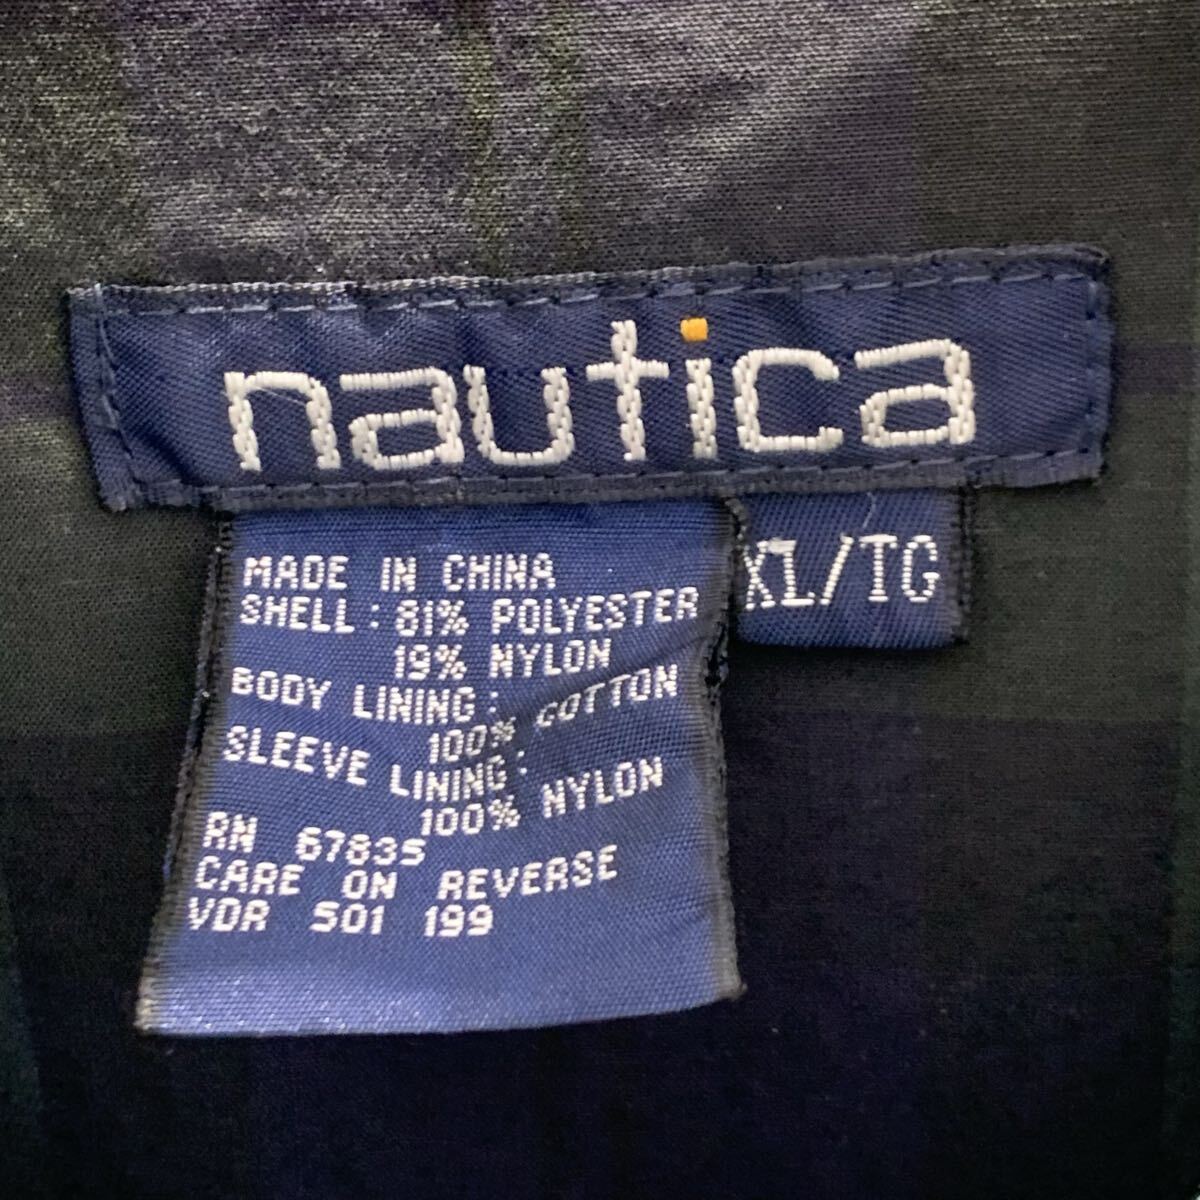 nautica
XL/TG
MADE IN CHINA
SHELL: 81% POLYESTER
19% NYLON
BODY LINING:
100% COTTON
SLEEVE LINING:
100% NYLON
RN 67835
CARE ON REVERSE
VDR 501 199